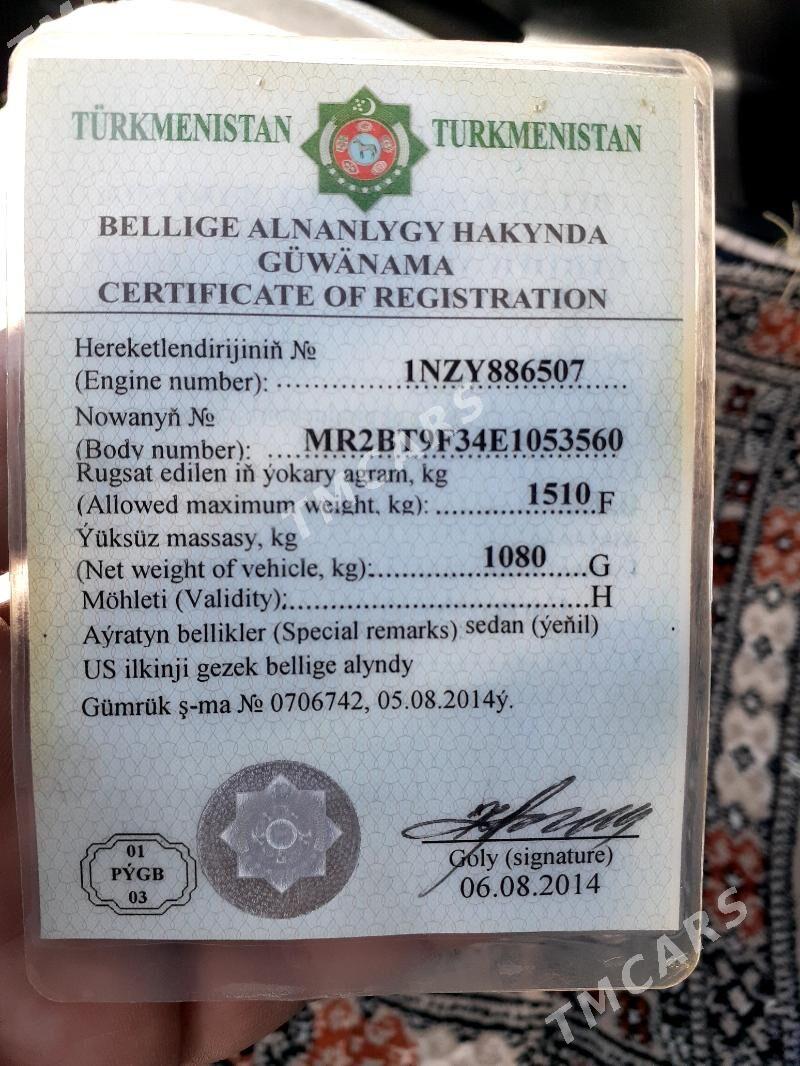 TÜRKMENISTAN TURKMENISTAN
BELLIGE ALNANLYGY HAKYNDA
GÜWÄNAMA
CERTIFICATE OF REGISTRATION
Hereketlendirijiniň №
(Engine number): 1NZY886507
Nowanyň №
(Body number): MR2BT9F34E1053560
Rugsat edilen iň ýokary agram, kg
(Allowed maximum weight, kg): 1510 F
Ýüksüz massasy, kg
(Net weight of vehicle, kg): 1080 G
Möhleti (Validity): H
Aýratyn bellikler (Special remarks) sedan (ýeňil)
US ilkinji gezek bellige alyndy
Gümrük ş-ma № 0706742, 05.08.2014ý.
01
PÝGB
03
Goly (signature)
06.08.2014
TMCARS
TMCARS
TMCARS